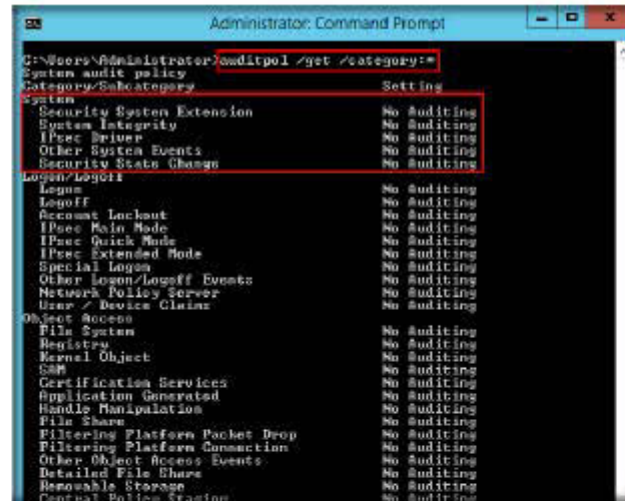 Administrator: Command Prompt
C:\Users\Administrator>auditpol /get /category:*
System audit policy
Category/Subcategory Setting
System
Security System Extension No Auditing
System Integrity No Auditing
IPsec Driver No Auditing
Other System Events No Auditing
Security State Change No Auditing
Logon/Logoff
Logon No Auditing
Logoff No Auditing
Account Lockout No Auditing
IPsec Main Mode No Auditing
IPsec Quick Mode No Auditing
IPsec Extended Mode No Auditing
Special Logon No Auditing
Other Logon/Logoff Events No Auditing
Network Policy Server No Auditing
User / Device Claims No Auditing
Object Access
File System No Auditing
Registry No Auditing
Kernel Object No Auditing
SAM No Auditing
Certification Services No Auditing
Application Generated No Auditing
Handle Manipulation No Auditing
File Share No Auditing
Filtering Platform Packet Drop No Auditing
Filtering Platform Connection No Auditing
Other Object Access Events No Auditing
Detailed File Share No Auditing
Removable Storage No Auditing
Central Policy Staging No Auditing